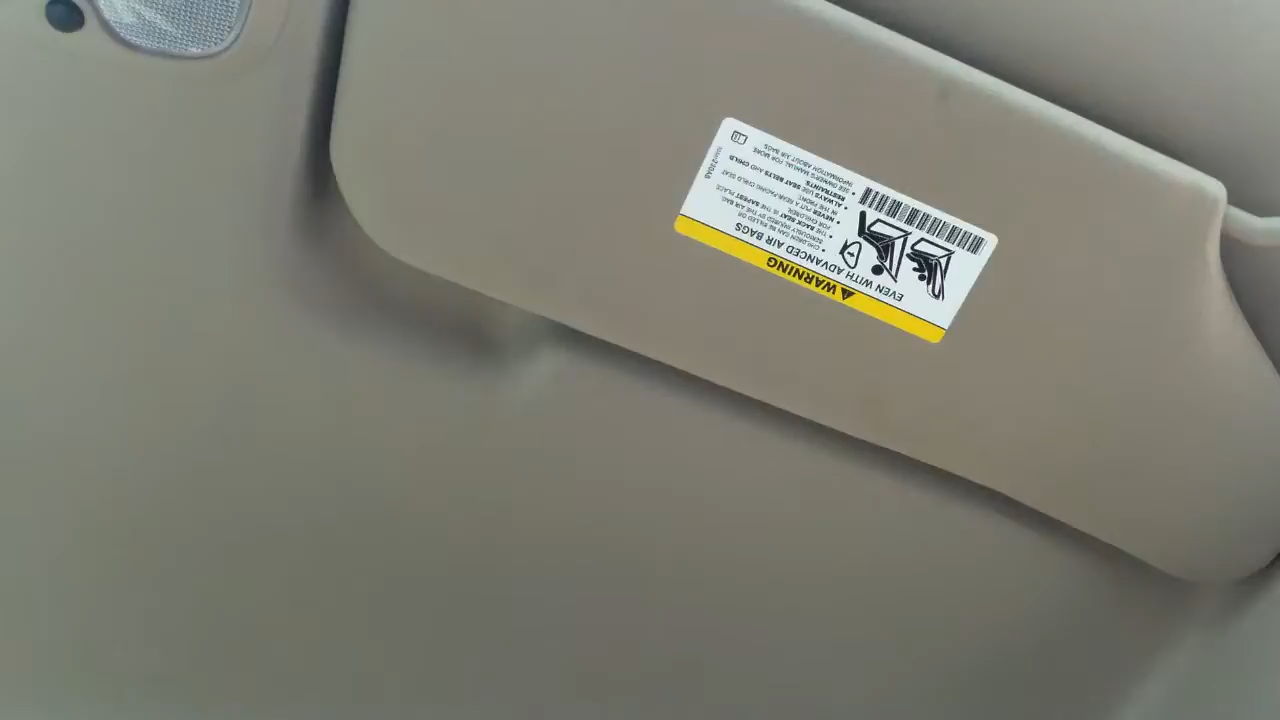 WARNING
EVEN WITH ADVANCED AIR BAGS
• CHILDREN CAN BE KILLED OR
SERIOUSLY INJURED BY THE AIR BAG.
• THE BACK SEAT IS THE SAFEST PLACE
FOR CHILDREN.
• NEVER PUT A REAR-FACING CHILD SEAT
IN THE FRONT.
• ALWAYS USE SEAT BELTS AND CHILD
RESTRAINTS.
• SEE OWNER'S MANUAL FOR MORE
INFORMATION ABOUT AIR BAGS.